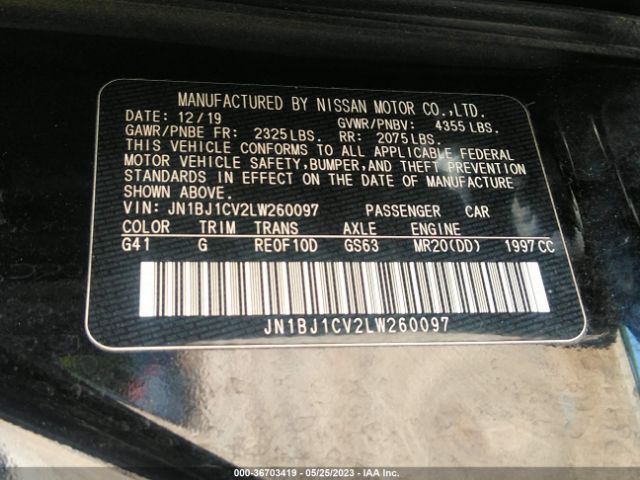 MANUFACTURED BY NISSAN MOTOR CO.,LTD.
DATE: 12/19 GVWR/PNBV: 4355 LBS.
GAWR/PNBE FR: 2325LBS. RR: 2075LBS.
THIS VEHICLE CONFORMS TO ALL APPLICABLE FEDERAL
MOTOR VEHICLE SAFETY,BUMPER,AND THEFT PREVENTION
STANDARDS IN EFFECT ON THE DATE OF MANUFACTURE
SHOWN ABOVE.
VIN: JN1BJ1CV2LW260097 PASSENGER CAR
COLOR TRIM TRANS AXLE ENGINE
G41 G RE0F10D GS63 MR20(DD) 1997CC
JN1BJ1CV2LW260097
000-36703419 - 05/25/2023 - IAA Inc.